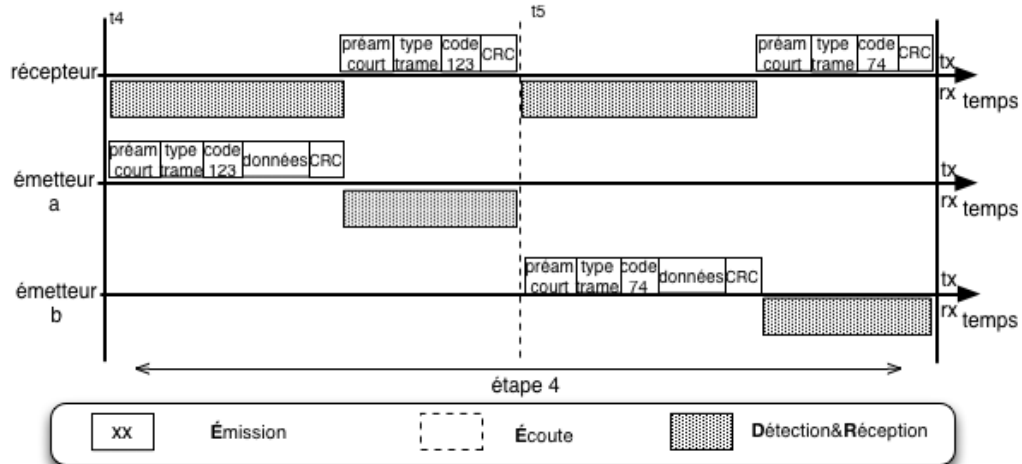 t4
t5
récepteur
préam court
type trame
code 123
CRC
préam court
type trame
code 74
CRC
tx
rx
temps
émetteur a
préam court
type trame
code 123
données
CRC
tx
rx
temps
émetteur b
préam court
type trame
code 74
données
CRC
tx
rx
temps
étape 4
xx
Émission
Écoute
Détection&Réception